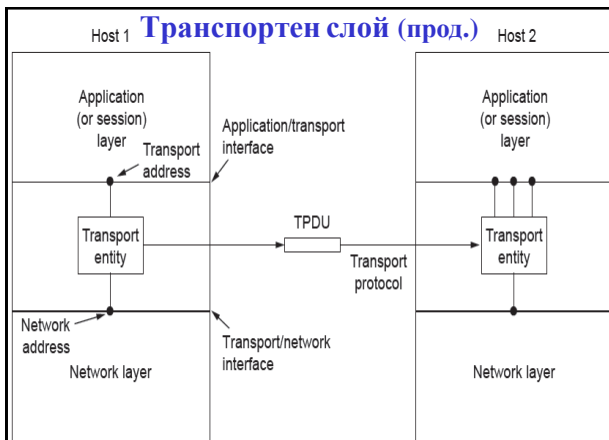 Host 1
Транспортен слой (прод.)
Host 2
Application
(or session)
layer
Transport
address
Application/transport
interface
Application
(or session)
layer
Transport
entity
TPDU
Transport
protocol
Transport
entity
Network
address
Transport/network
interface
Network layer
Network layer